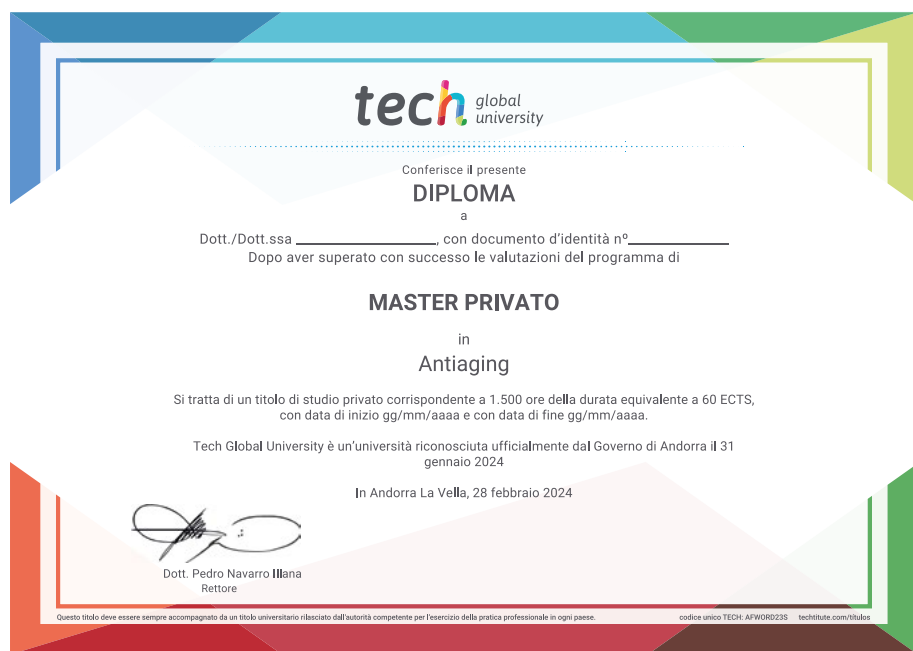 tech global
university
Conferisce il presente
DIPLOMA
a
Dott./Dott.ssa ________________, con documento d'identità nº____________
Dopo aver superato con successo le valutazioni del programma di
MASTER PRIVATO
in
Antiaging
Si tratta di un titolo di studio privato corrispondente a 1.500 ore della durata equivalente a 60 ECTS,
con data di inizio gg/mm/aaaa e con data di fine gg/mm/aaaa.
Tech Global University è un'università riconosciuta ufficialmente dal Governo di Andorra il 31
gennaio 2024
In Andorra La Vella, 28 febbraio 2024
Dott. Pedro Navarro Illana
Rettore
Questo titolo deve essere sempre accompagnato da un titolo universitario rilasciato dall'autorità competente per l'esercizio della pratica professionale in ogni paese. codice unico TECH: AFWORD23S techtitute.com/titulos